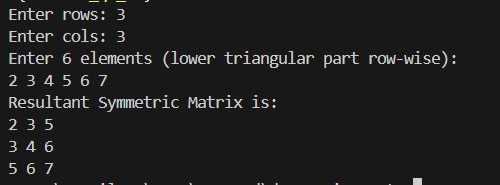 Enter rows: 3
Enter cols: 3
Enter 6 elements (lower triangular part row-wise):
2 3 4 5 6 7
Resultant Symmetric Matrix is:
2 3 5
3 4 6
5 6 7